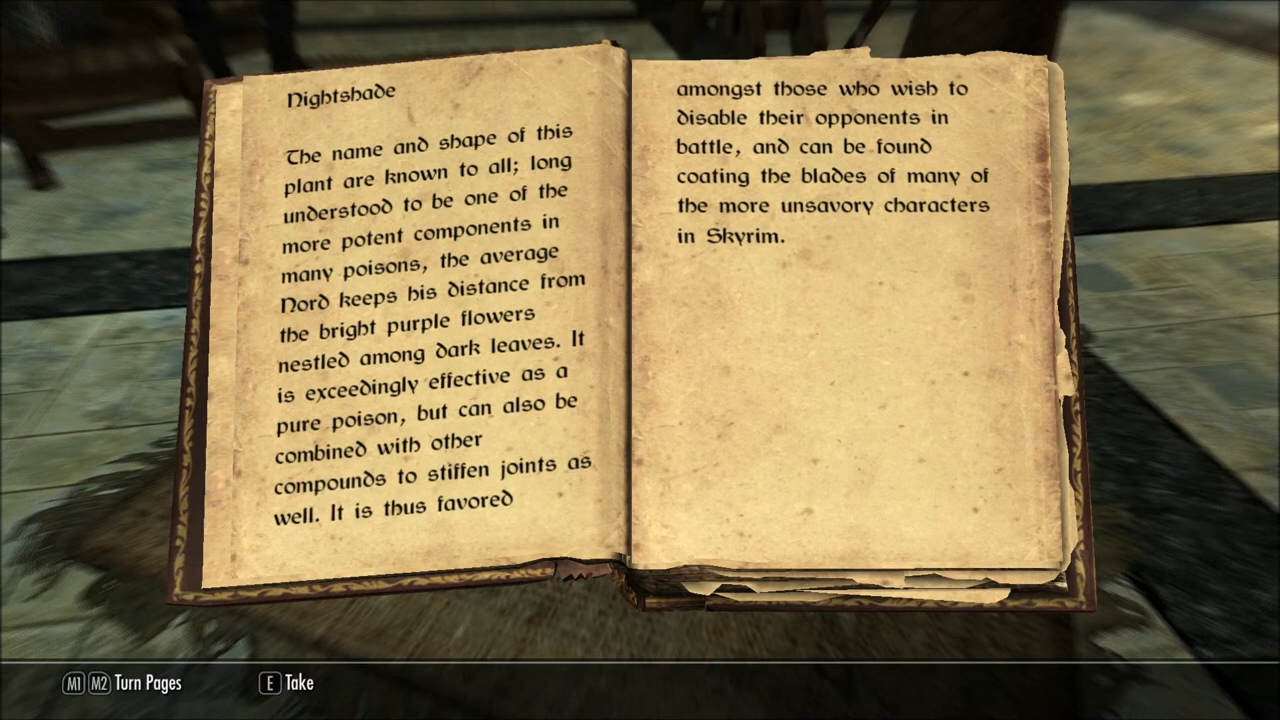 Nightshade
The name and shape of this
plant are known to all; long
understood to be one of the
more potent components in
many poisons, the average
Nord keeps his distance from
the bright purple flowers
nestled among dark leaves. It
is exceedingly effective as a
pure poison, but can also be
combined with other
compounds to stiffen joints as
well. It is thus favored
amongst those who wish to
disable their opponents in
battle, and can be found
coating the blades of many of
the more unsavory characters
in Skyrim.
M1 M2 Turn Pages
E Take